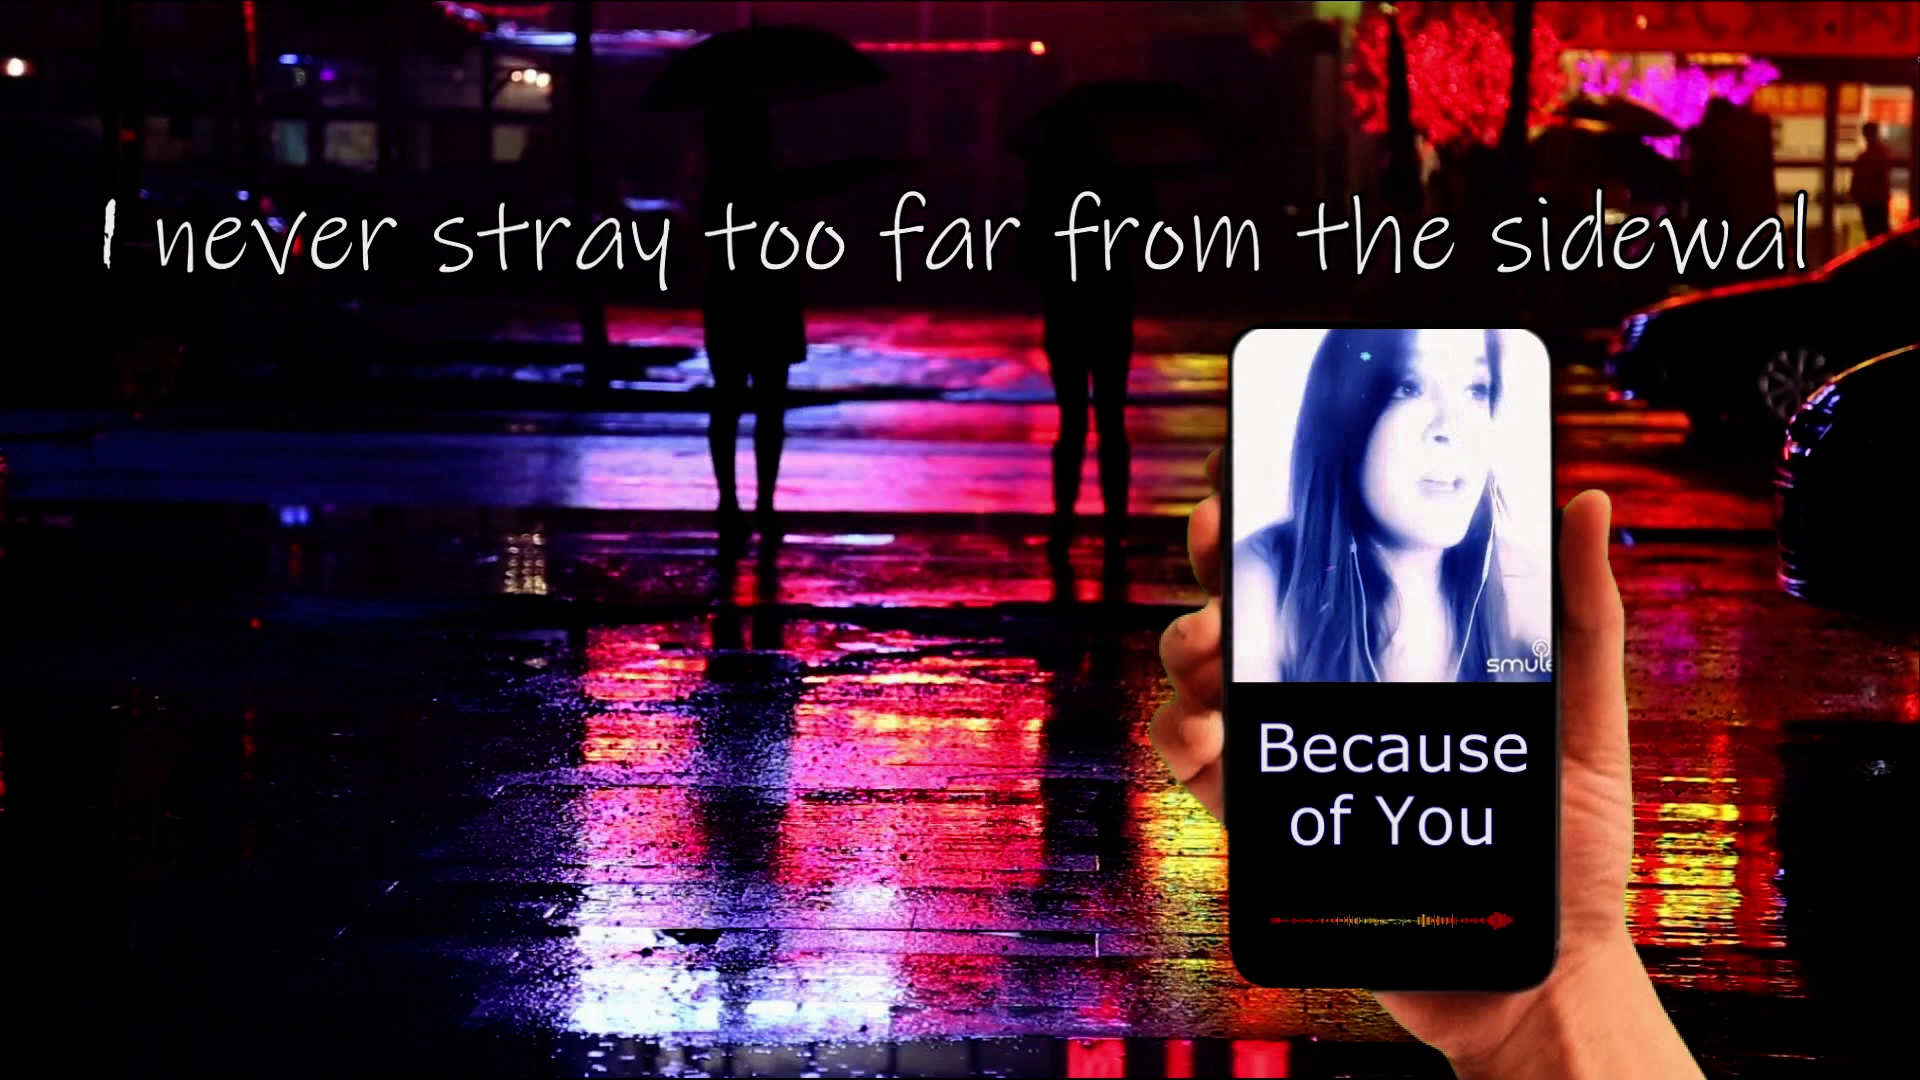 I never stray too far from the sidewal
smule
Because
of You